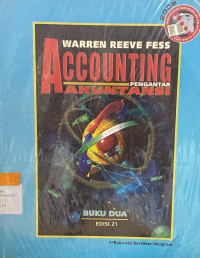 WARREN REEVE FESS
ACCOUNTING
PENGANTAR
AKUNTANSI
BUKU DUA
EDISI 21